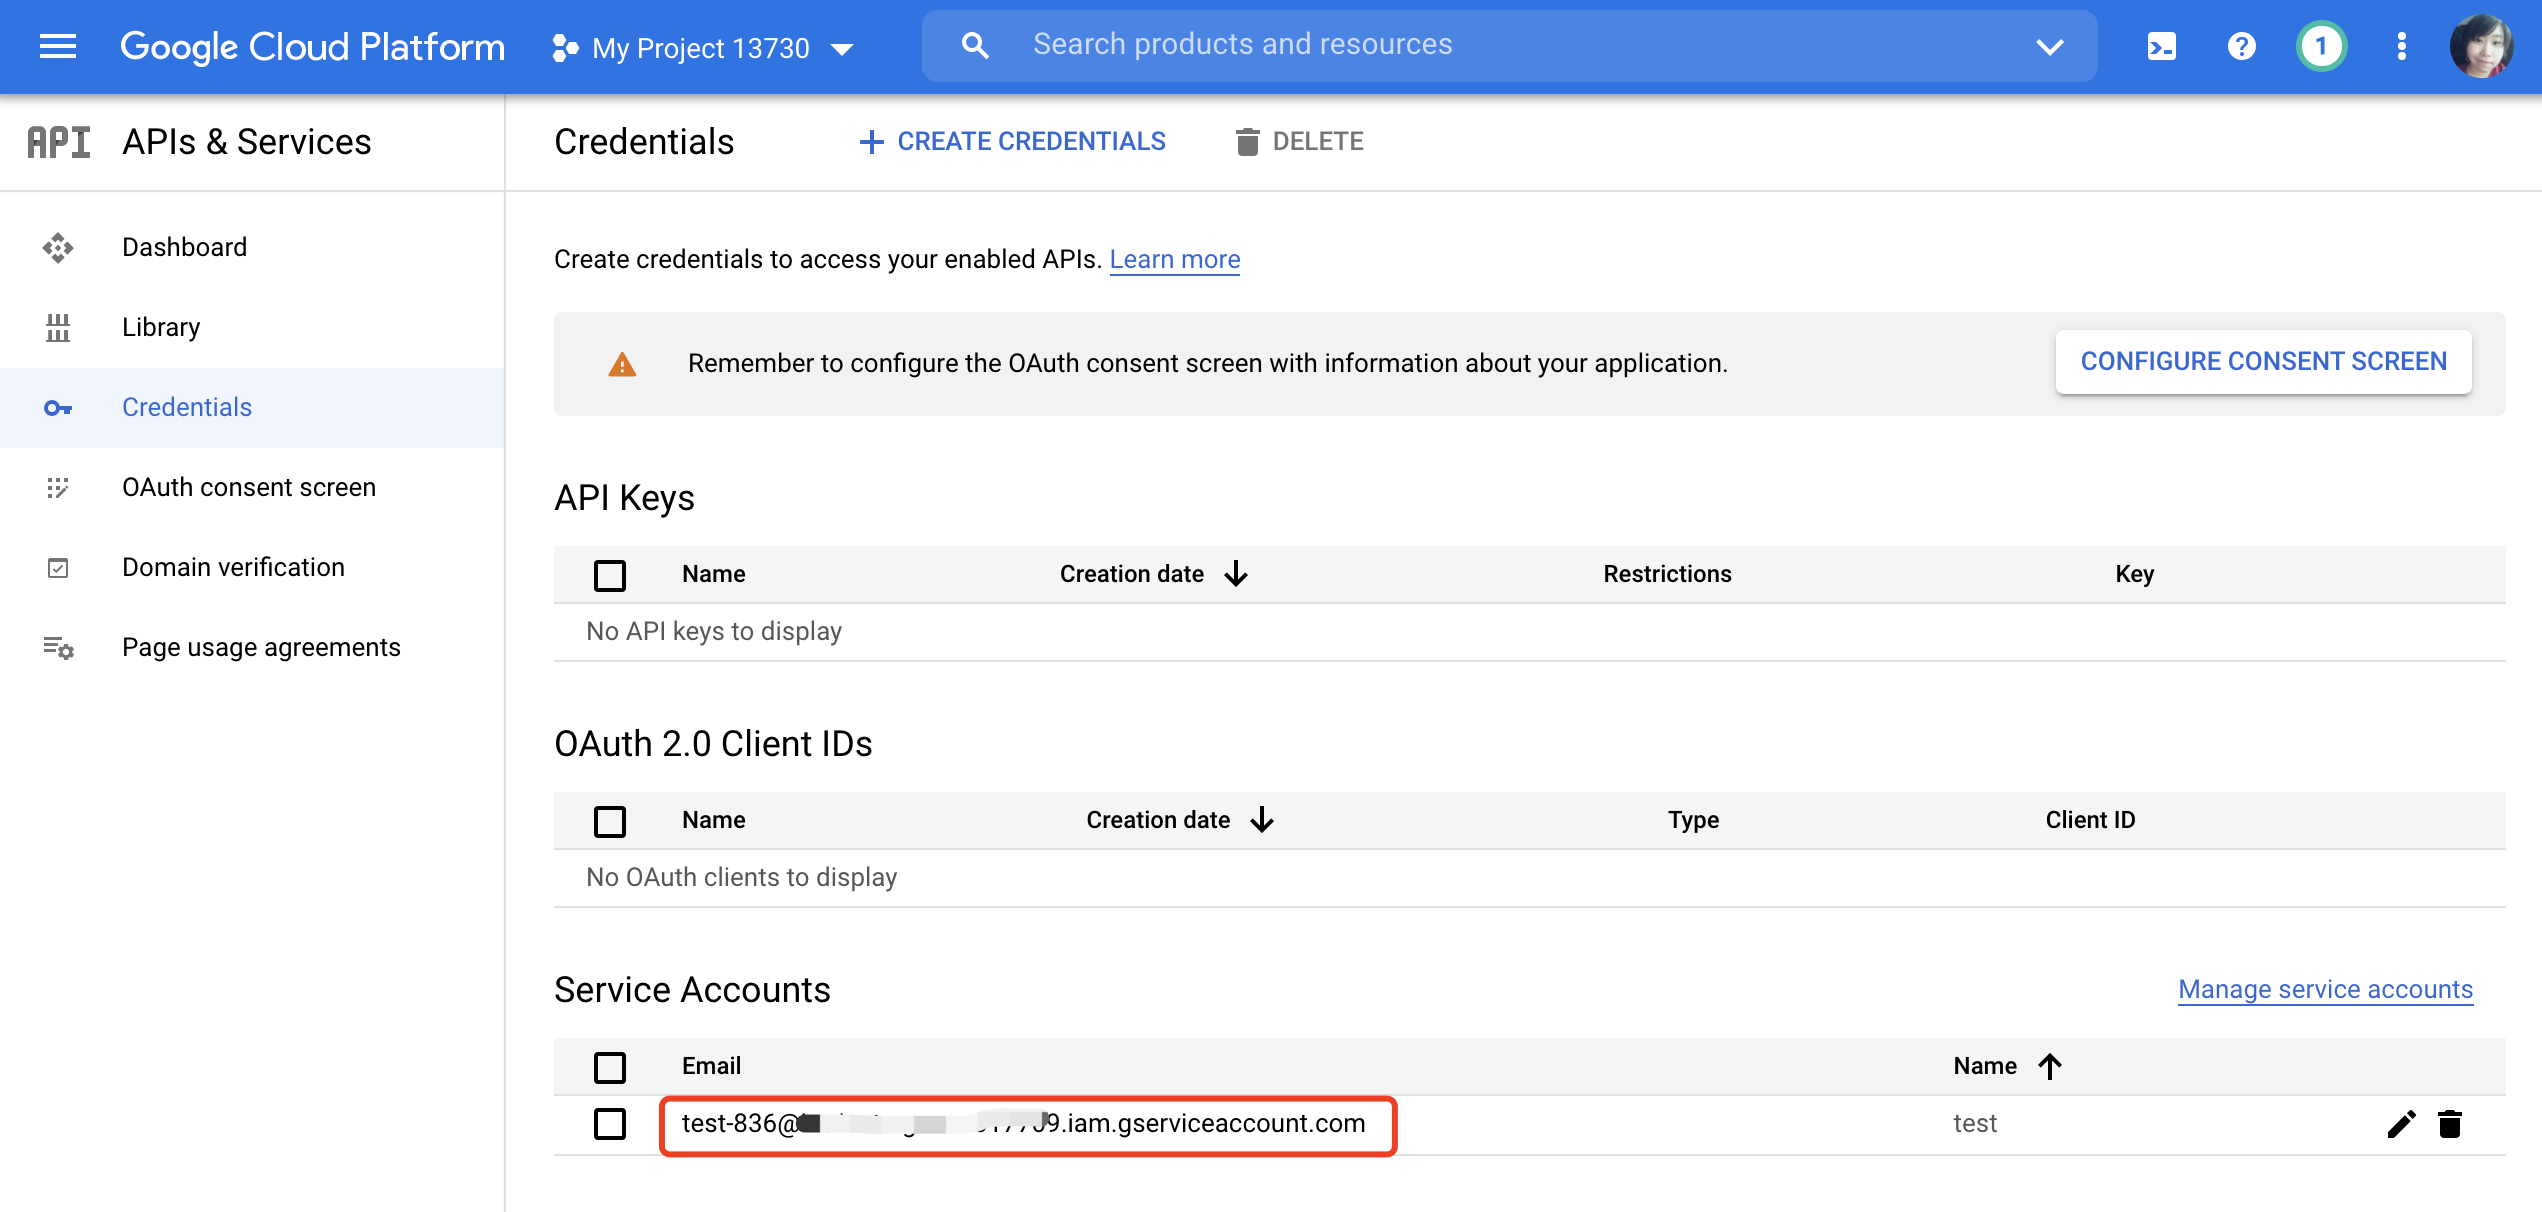 Google Cloud Platform My Project 13730 Search products and resources 1
API APIs & Services
Credentials CREATE CREDENTIALS DELETE
Dashboard
Library
Credentials
OAuth consent screen
Domain verification
Page usage agreements
Create credentials to access your enabled APIs. Learn more
Remember to configure the OAuth consent screen with information about your application. CONFIGURE CONSENT SCREEN
API Keys
Name Creation date Restrictions Key
No API keys to display
OAuth 2.0 Client IDs
Name Creation date Type Client ID
No OAuth clients to display
Service Accounts Manage service accounts
Email Name
test-836@ .iam.gserviceaccount.com test